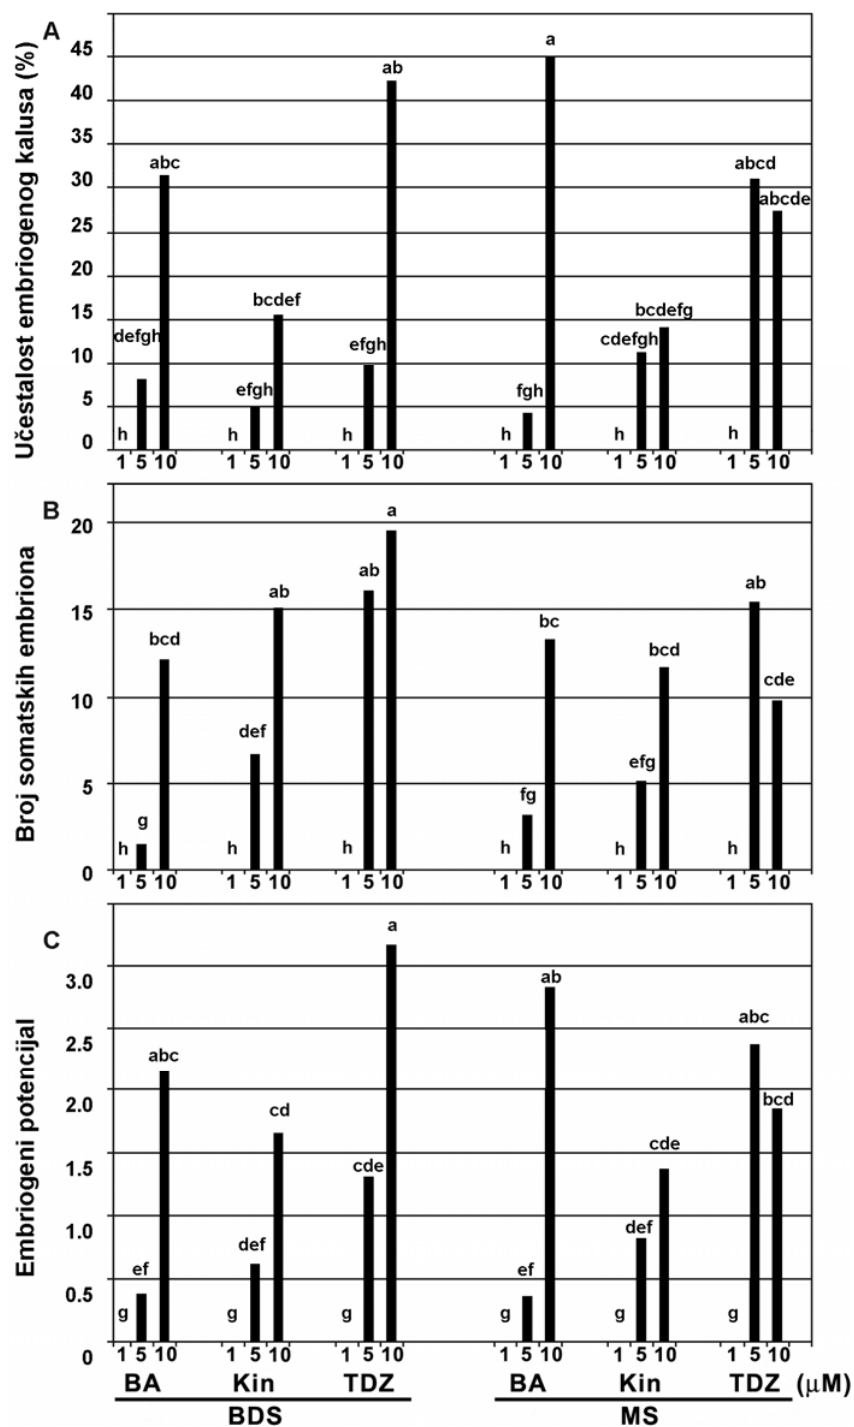 A
Učestalost embriogenog kalusa (%)
45
40
35
30
25
20
15
10
5
0
h defgh abc
h efgh bcdef
h efgh ab
h fgh a
h cdefgh bcdefg
h abcd abcde
1 5 10 1 5 10 1 5 10 1 5 10 1 5 10 1 5 10
B
Broj somatskih embriona
20
15
10
5
0
h g bcd
h def ab
h ab a
h fg bc
h efg bcd
h ab cde
1 5 10 1 5 10 1 5 10 1 5 10 1 5 10 1 5 10
C
Embriogeni potencijal
3.0
2.5
2.0
1.5
1.0
0.5
0
g ef abc
g def cd
g cde a
g ef ab
g def cde
g abc bcd
1 5 10 1 5 10 1 5 10 1 5 10 1 5 10 1 5 10
BA Kin TDZ BA Kin TDZ (µM)
BDS MS